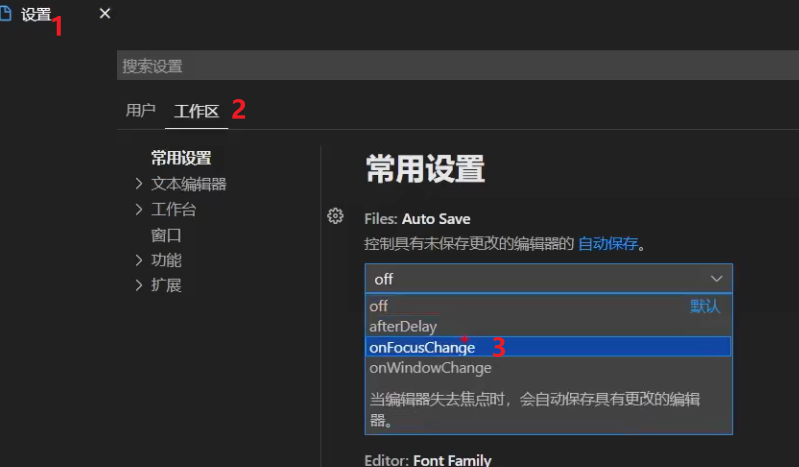 设置
1
搜索设置
用户 工作区 2
常用设置
文本编辑器
工作台
窗口
功能
扩展
常用设置
Files: Auto Save
控制具有未保存更改的编辑器的 自动保存。
off
off 默认
afterDelay
onFocusChange 3
onWindowChange
当编辑器失去焦点时，会自动保存具有更改的编辑
器。
Editor: Font Family